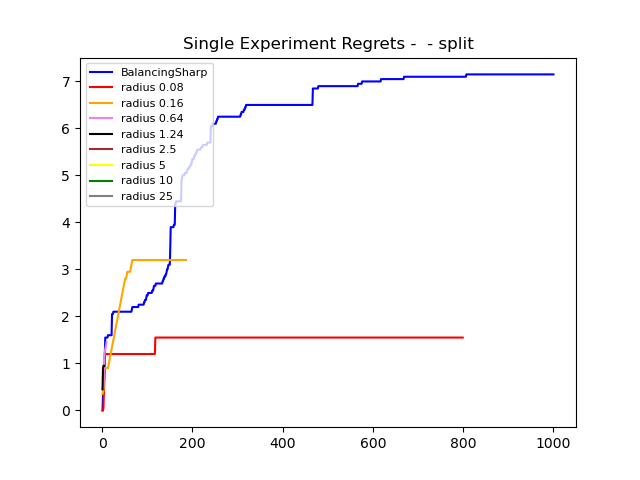 Single Experiment Regrets -  - split
BalancingSharp
radius 0.08
radius 0.16
radius 0.64
radius 1.24
radius 2.5
radius 5
radius 10
radius 25
7
6
5
4
3
2
1
0
0 200 400 600 800 1000